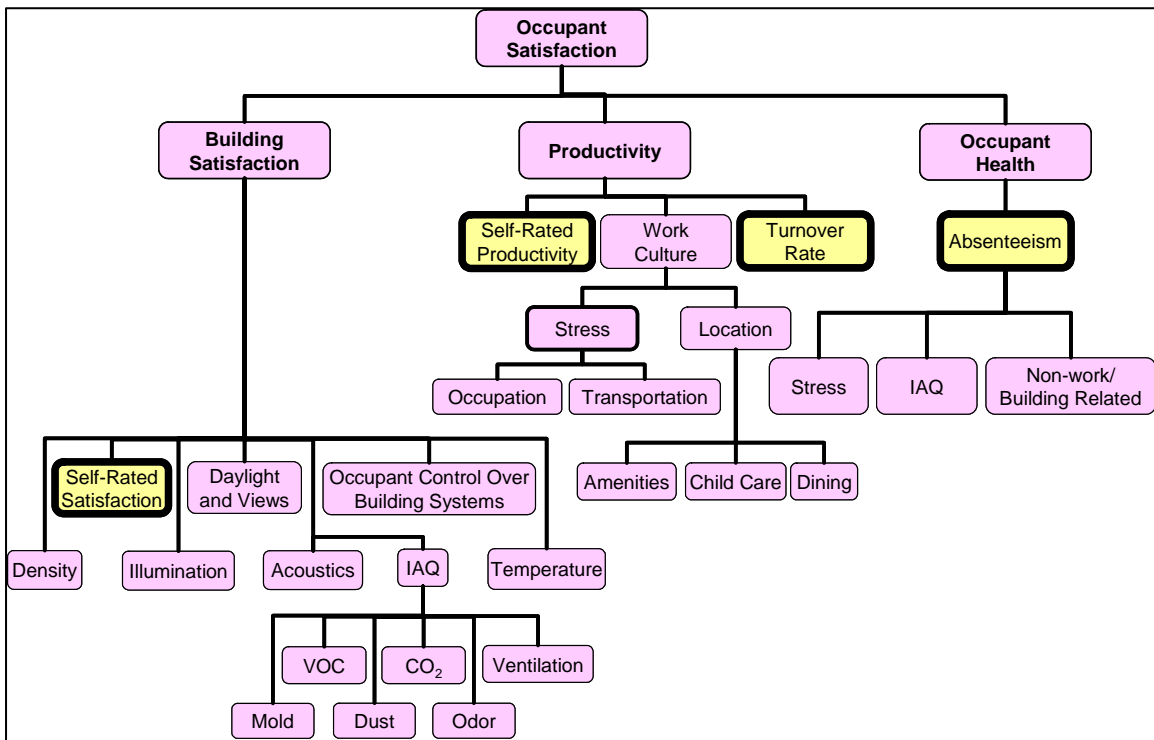 Occupant
Satisfaction
Building
Satisfaction
Productivity
Occupant
Health
Self-Rated
Productivity
Work
Culture
Turnover
Rate
Absenteeism
Stress
Location
Stress
IAQ
Non-work/
Building Related
Occupation
Transportation
Amenities
Child Care
Dining
Self-Rated
Satisfaction
Daylight
and Views
Occupant Control Over
Building Systems
Density
Illumination
Acoustics
IAQ
Temperature
VOC
CO₂
Ventilation
Mold
Dust
Odor